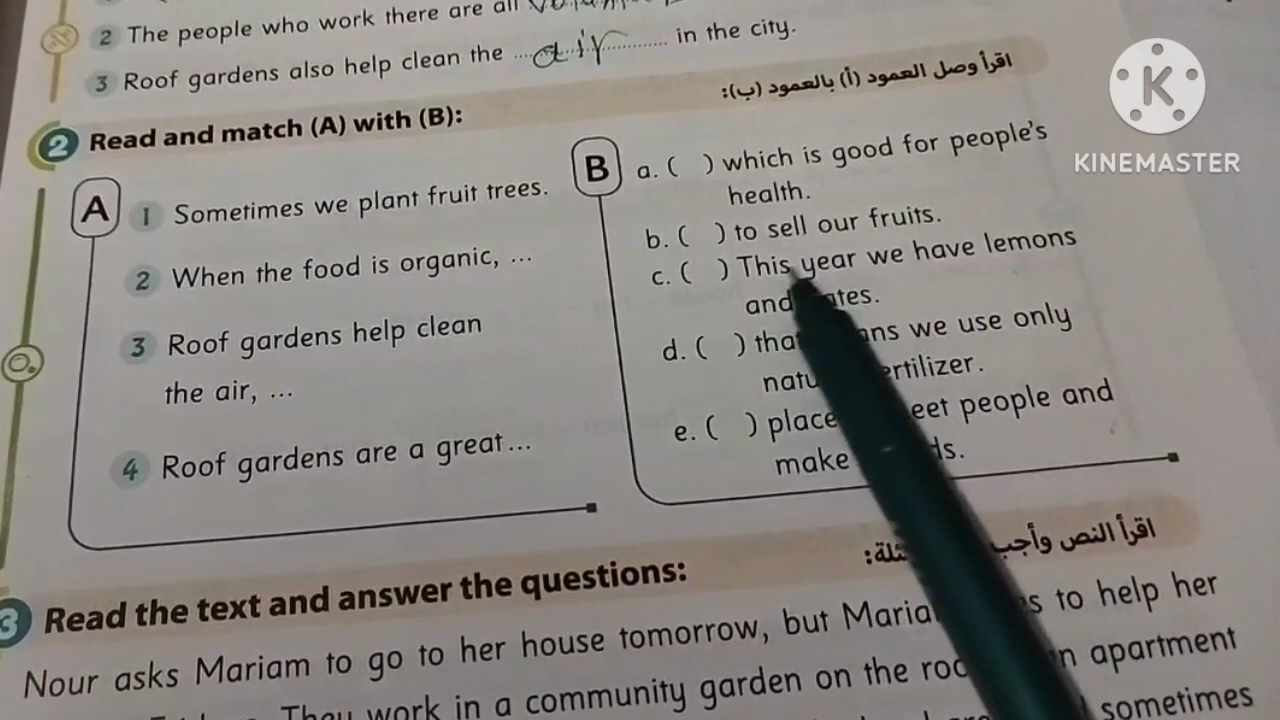 2 The people who work there are all
3 Roof gardens also help clean the ....air.... in the city.
2 Read and match (A) with (B):
اقرأ وصل العمود (أ) بالعمود (ب):
K
KINEMASTER
A
1 Sometimes we plant fruit trees.
2 When the food is organic, ...
3 Roof gardens help clean
the air, ...
4 Roof gardens are a great...
B
a. ( ) which is good for people's
health.
b. ( ) to sell our fruits.
c. ( ) This year we have lemons
and
d. ( ) we use only
e. ( ) people and
make
3 Read the text and answer the questions:
اقرأ النص
Nour asks Mariam to go to her house tomorrow, but to help her
They work in a community garden on the apartment
sometimes